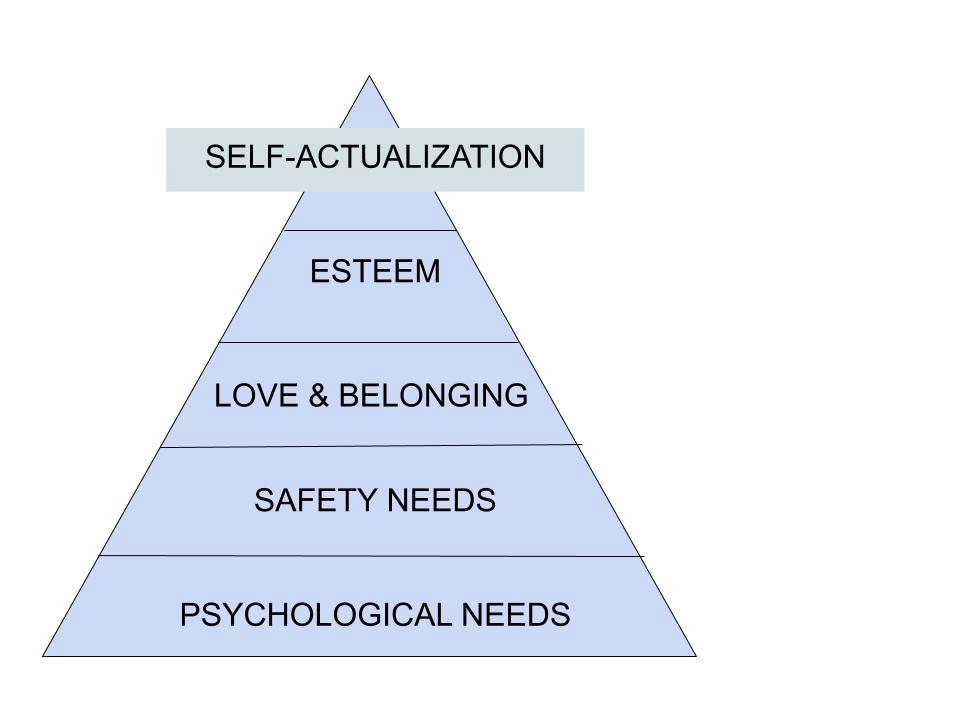 SELF-ACTUALIZATION
ESTEEM
LOVE & BELONGING
SAFETY NEEDS
PSYCHOLOGICAL NEEDS